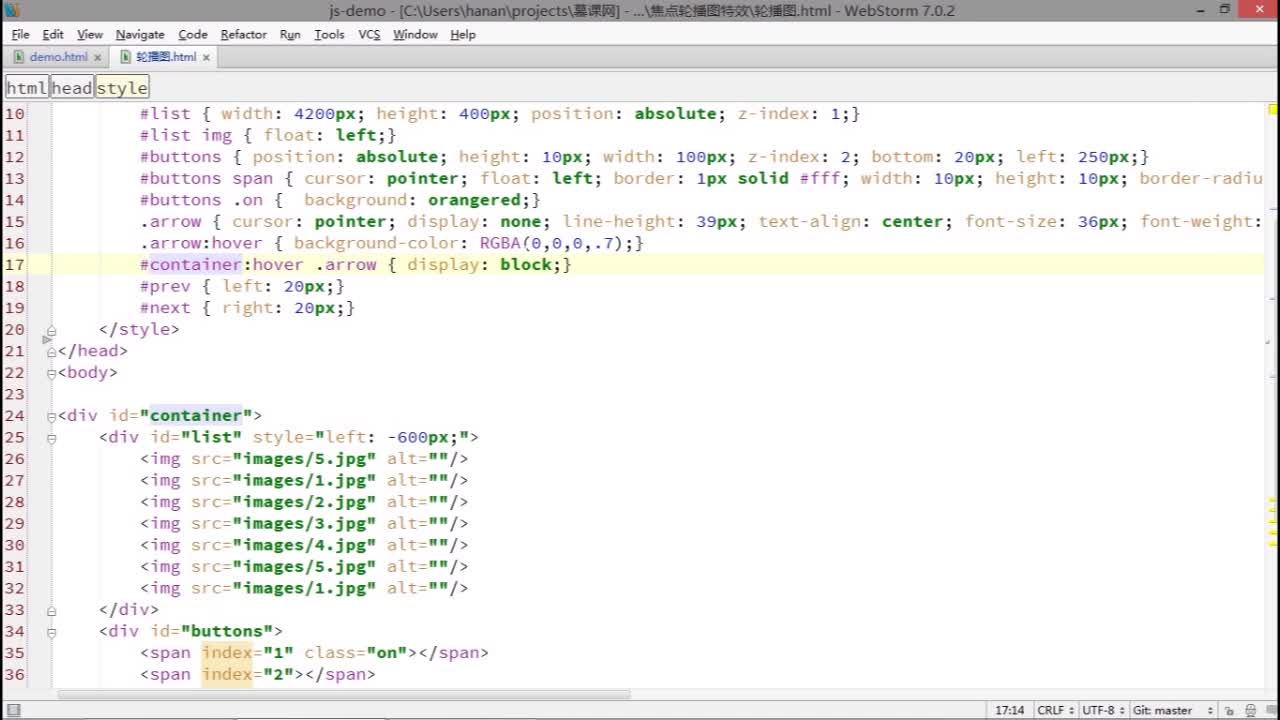 js-demo - [C:\Users\hanan\projects\慕课网] - ...\焦点轮播图特效\轮播图.html - WebStorm 7.0.2
File Edit View Navigate Code Refactor Run Tools VCS Window Help
demo.html 轮播图.html
html head style
10 #list { width: 4200px; height: 400px; position: absolute; z-index: 1;}
11 #list img { float: left;}
12 #buttons { position: absolute; height: 10px; width: 100px; z-index: 2; bottom: 20px; left: 250px;}
13 #buttons span { cursor: pointer; float: left; border: 1px solid #fff; width: 10px; height: 10px; border-radiu
14 #buttons .on {  background: orangered;}
15 .arrow { cursor: pointer; display: none; line-height: 39px; text-align: center; font-size: 36px; font-weight:
16 .arrow:hover { background-color: RGBA(0,0,0,.7);}
17 #container:hover .arrow { display: block;}
18 #prev { left: 20px;}
19 #next { right: 20px;}
20 </style>
21 </head>
22 <body>
23
24 <div id="container">
25 <div id="list" style="left: -600px;">
26 <img src="images/5.jpg" alt=""/>
27 <img src="images/1.jpg" alt=""/>
28 <img src="images/2.jpg" alt=""/>
29 <img src="images/3.jpg" alt=""/>
30 <img src="images/4.jpg" alt=""/>
31 <img src="images/5.jpg" alt=""/>
32 <img src="images/1.jpg" alt=""/>
33 </div>
34 <div id="buttons">
35 <span index="1" class="on"></span>
36 <span index="2"></span>
17:14 CRLF UTF-8 Git: master